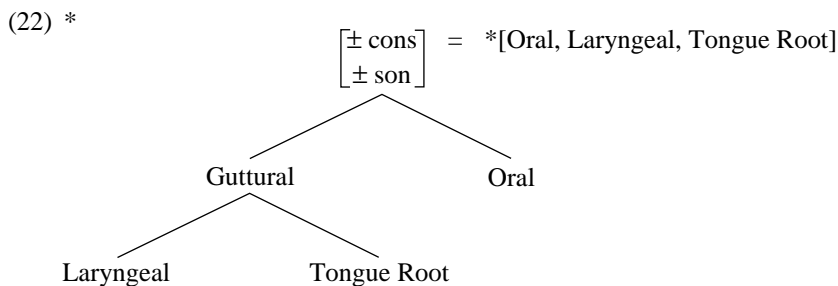 (22) *
[± cons] = *[Oral, Laryngeal, Tongue Root]
[± son]
Guttural Oral
Laryngeal Tongue Root